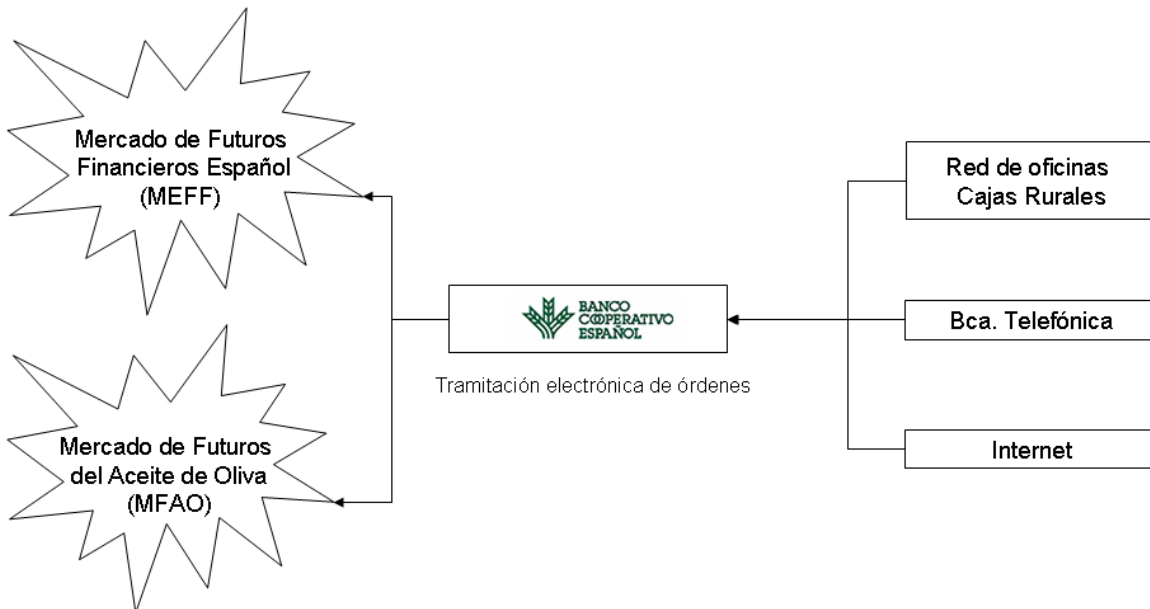 Mercado de Futuros
Financieros Español
(MEFF)
Mercado de Futuros
del Aceite de Oliva
(MFAO)
BANCO
COOPERATIVO
ESPAÑOL
Tramitación electrónica de órdenes
Red de oficinas
Cajas Rurales
Bca. Telefónica
Internet